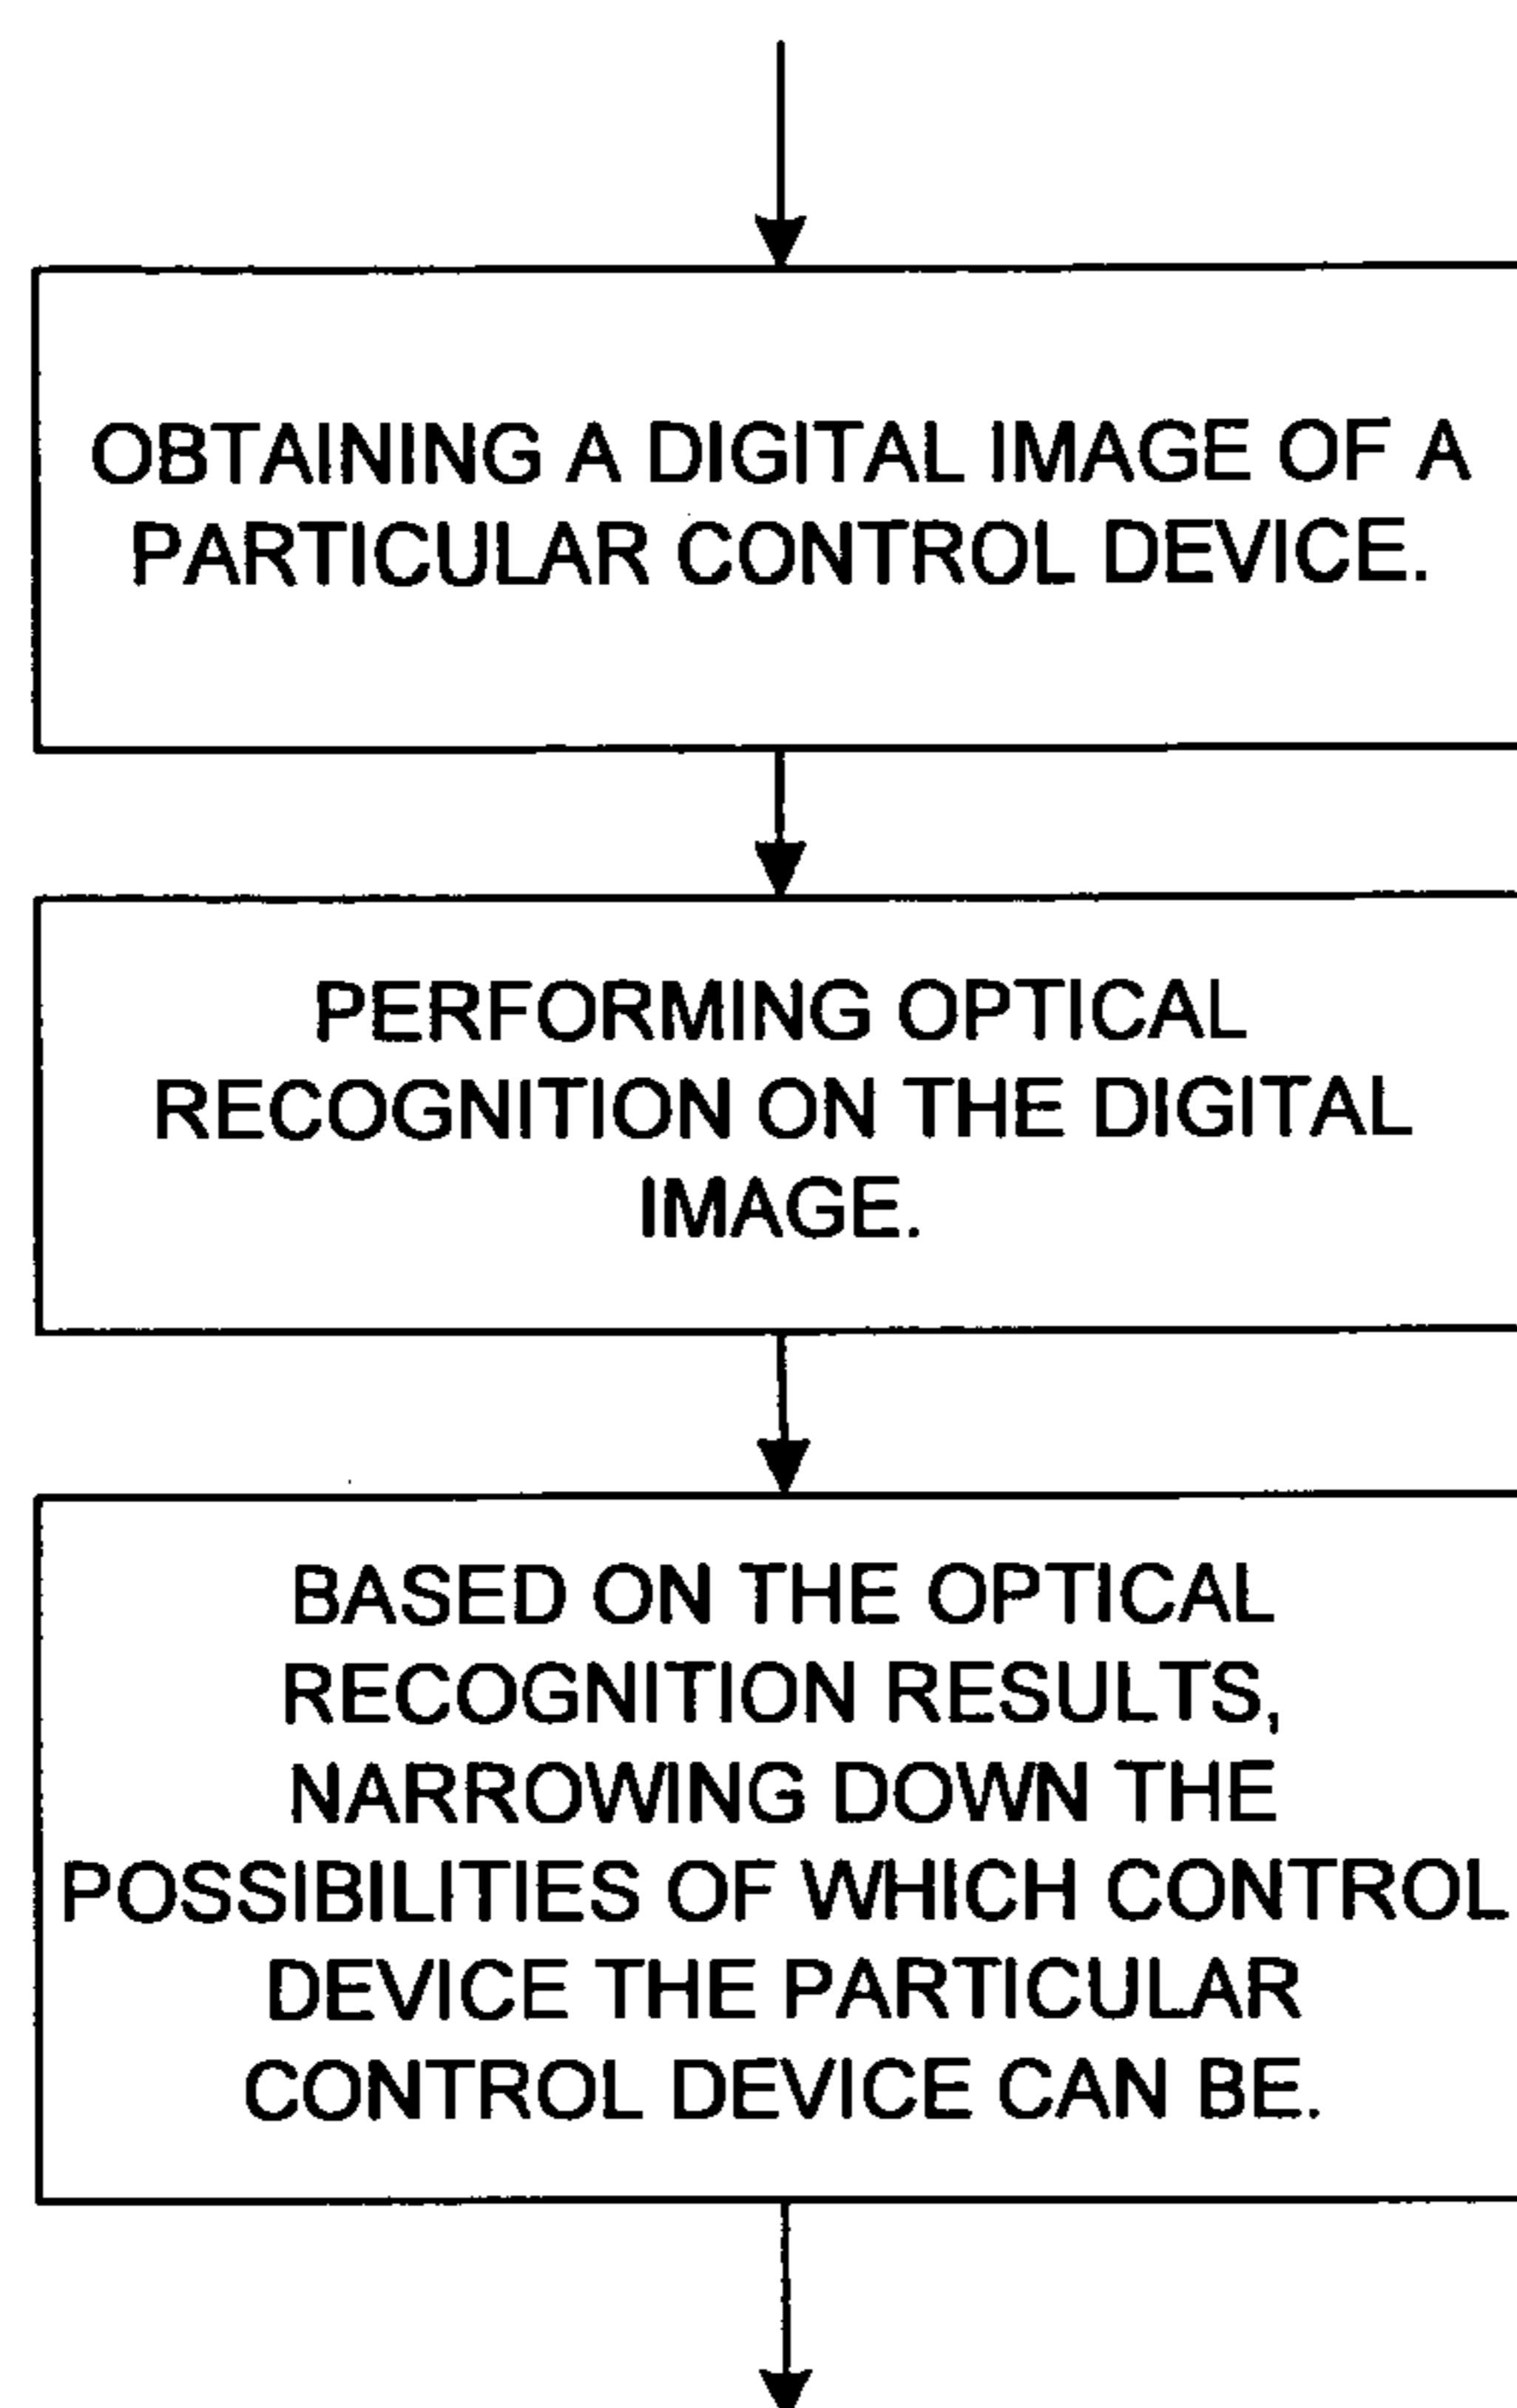 OBTAINING A DIGITAL IMAGE OF A
PARTICULAR CONTROL DEVICE.
PERFORMING OPTICAL
RECOGNITION ON THE DIGITAL
IMAGE.
BASED ON THE OPTICAL
RECOGNITION RESULTS,
NARROWING DOWN THE
POSSIBILITIES OF WHICH CONTROL
DEVICE THE PARTICULAR
CONTROL DEVICE CAN BE.